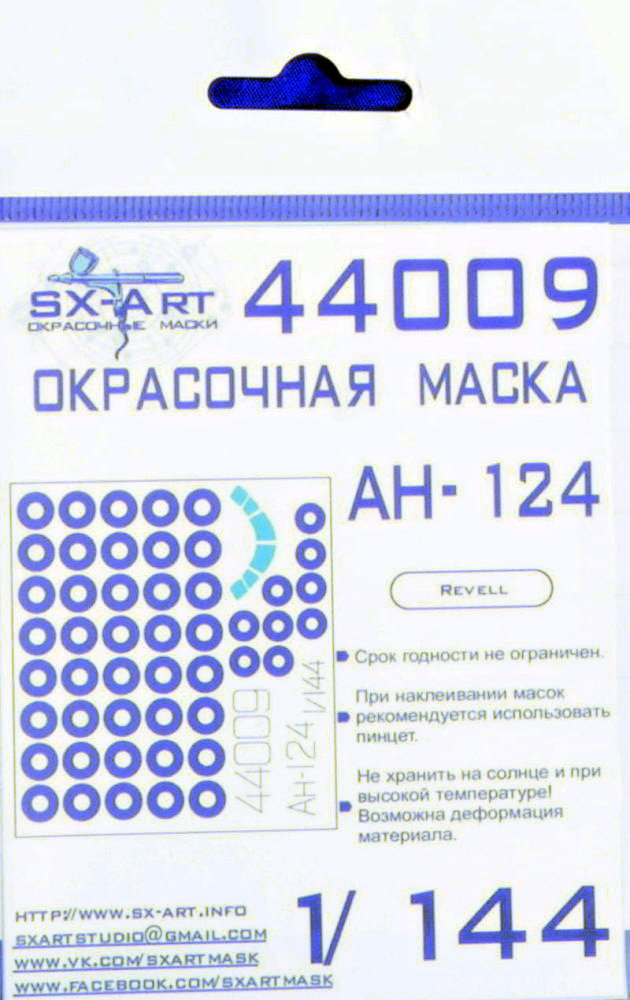 SX-ART
ОКРАСОЧНЫЕ МАСКИ
44009
ОКРАСОЧНАЯ МАСКА
АН- 124
REVELL
Срок годности не ограничен.
При наклеивании масок
рекомендуется использовать
пинцет.
Не хранить на солнце и при
высокой температуре!
Возможна деформация
материала.
44009
Ан-124 1/144
HTTP://WWW.SX-ART.INFO
SXARTSTUDIO@GMAIL.COM
WWW.VK.COM/SXARTMASK
WWW.FACEBOOK.COM/SXARTMASK
1/ 144